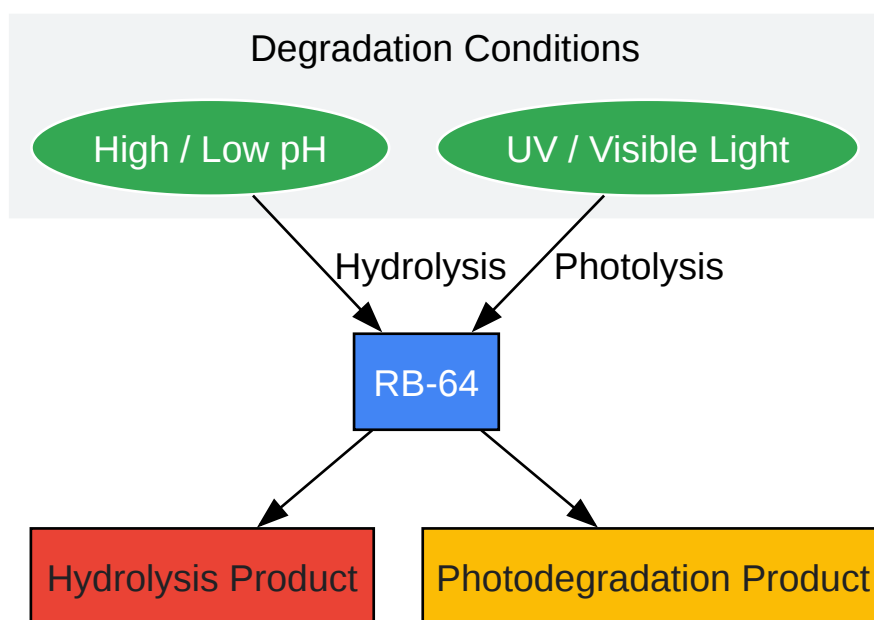 Degradation Conditions
High / Low pH
UV / Visible Light
Hydrolysis
Photolysis
RB-64
Hydrolysis Product
Photodegradation Product